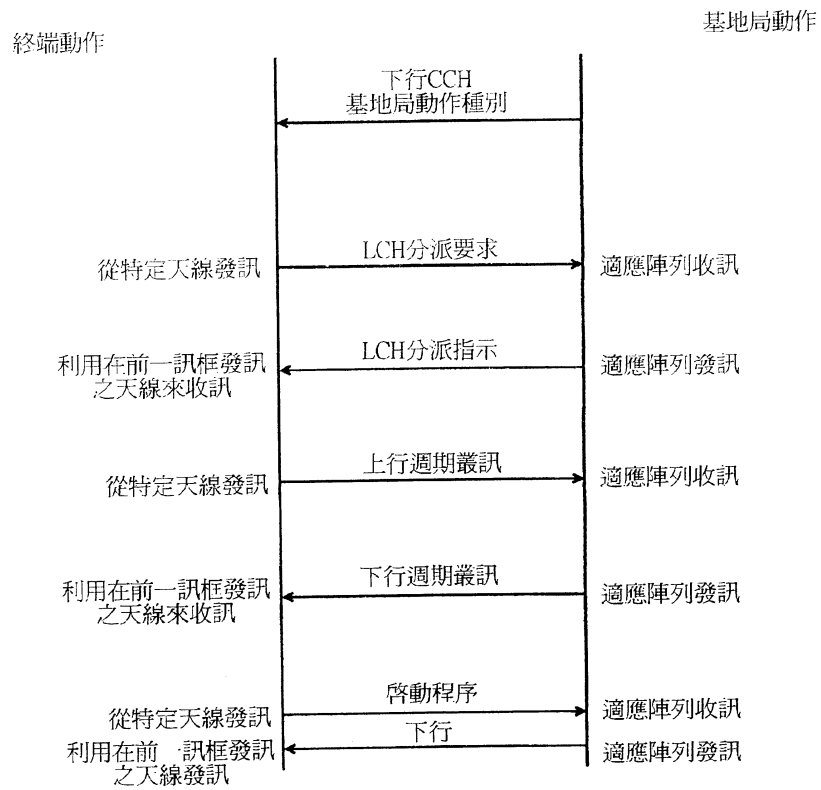 基地局動作
終端動作
下行CCH
基地局動作種別
LCH分派要求
從特定天線發訊
適應陣列收訊
LCH分派指示
利用在前一訊框發訊
之天線來收訊
適應陣列發訊
上行週期叢訊
從特定天線發訊
適應陣列收訊
下行週期叢訊
利用在前一訊框發訊
之天線來收訊
適應陣列發訊
啓動程序
從特定天線發訊
適應陣列收訊
下行
利用在前一訊框發訊
之天線發訊
適應陣列發訊